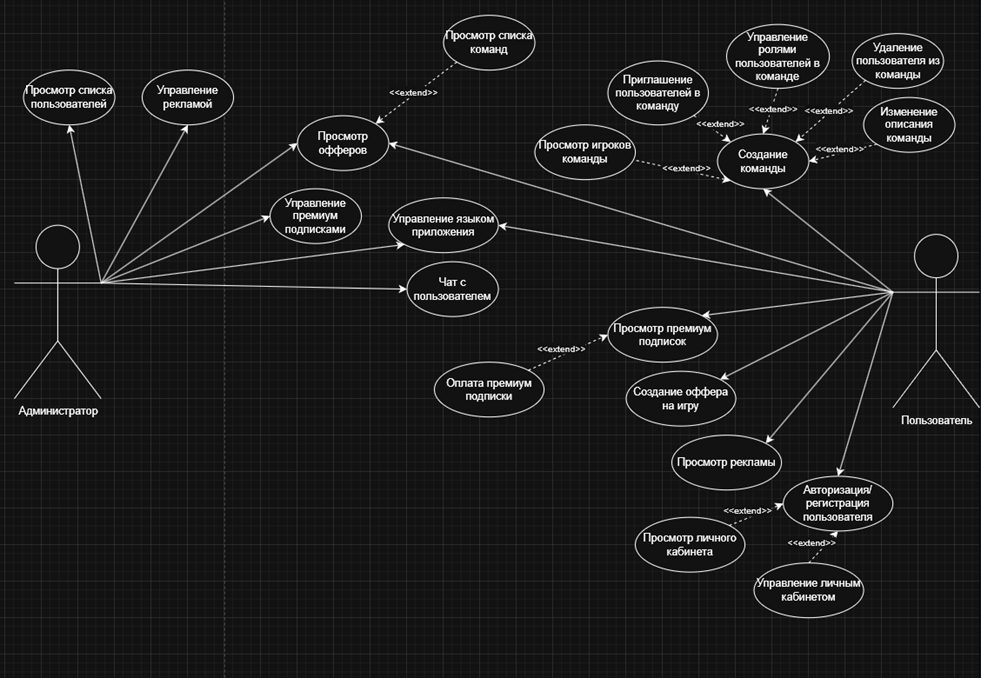 Просмотр списка
команд
<<extend>>
Просмотр списка
пользователей
Управление
рекламой
Просмотр
офферов
Управление
премиум
подписками
Управление языком
приложения
Чат с
пользователем
Администратор
Управление
ролями
пользователей в
команде
Удаление
пользователя из
команды
Приглашение
пользователей в
команду
Изменение
описания
команды
Просмотр игроков
команды
<<extend>>
<<extend>>
<<extend>>
<<extend>>
<<extend>>
Создание
команды
Просмотр премиум
подписок
<<extend>>
Оплата премиум
подписки
Создание оффера
на игру
Просмотр рекламы
Пользователь
Авторизация/
регистрация
пользователя
<<extend>>
Просмотр личного
кабинета
<<extend>>
Управление личным
кабинетом